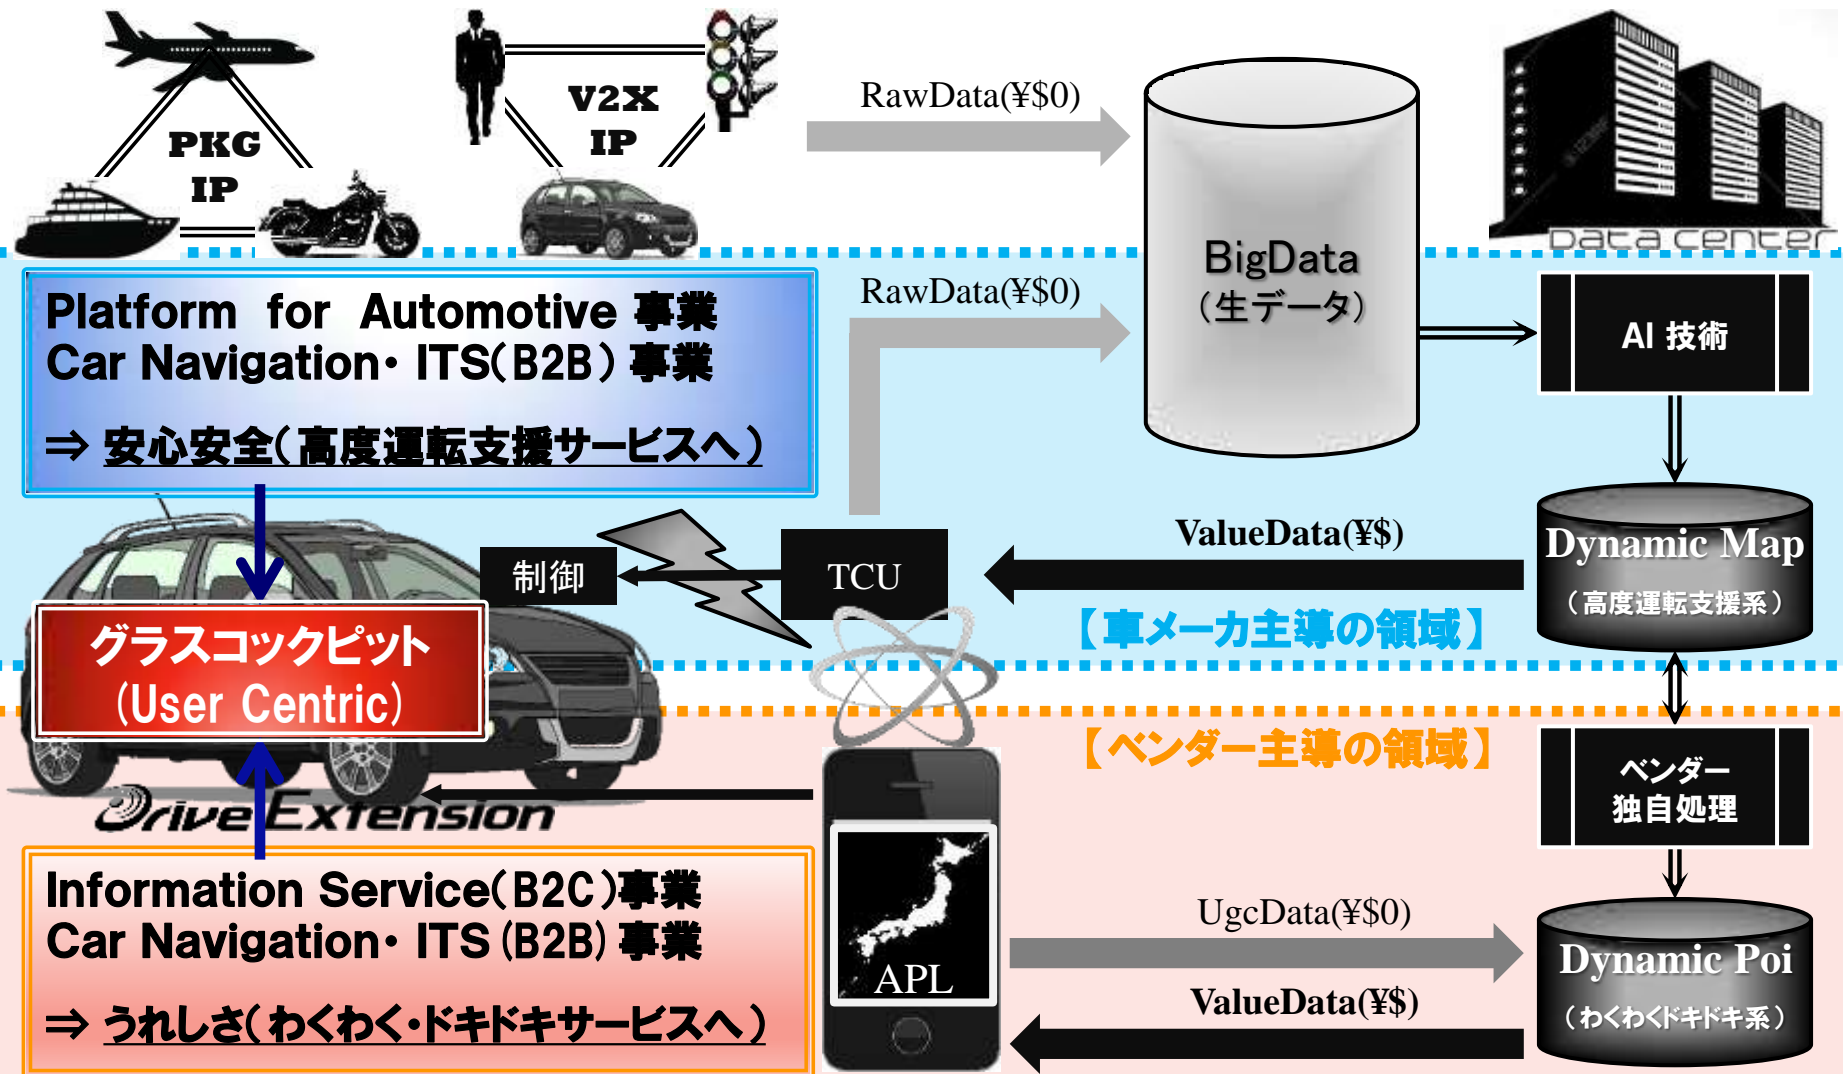 PKG
IP
V2X
IP
RawData(¥$0)
Data center
BigData
（生データ）
RawData(¥$0)
AI 技術
Platform for Automotive 事業
Car Navigation・ ITS(B2B) 事業
⇒ 安心安全（高度運転支援サービスへ）
制御
TCU
ValueData(¥$)
Dynamic Map
（高度運転支援系）
【車メーカ主導の領域】
グラスコックピット
(User Centric)
【ベンダー主導の領域】
ベンダー
独自処理
DriveExtension
Information Service(B2C)事業
Car Navigation・ ITS (B2B) 事業
⇒ うれしさ（わくわく・ドキドキサービスへ）
APL
UgcData(¥$0)
ValueData(¥$)
Dynamic Poi
（わくわくドキドキ系）